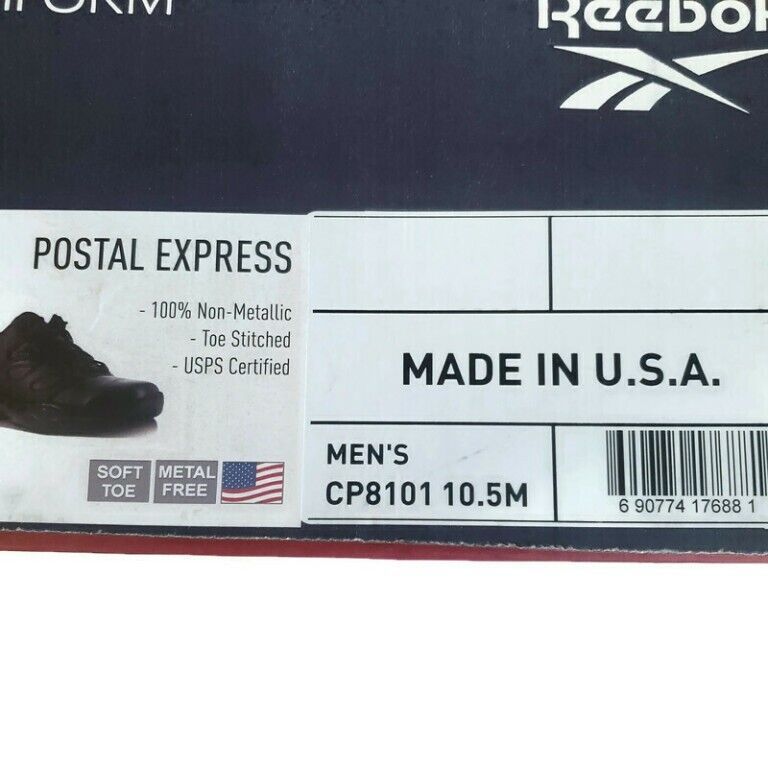 Reebok
POSTAL EXPRESS
- 100% Non-Metallic
- Toe Stitched
- USPS Certified
SOFT TOE
METAL FREE
MADE IN U.S.A.
MEN'S
CP8101 10.5M
6 90774 17688 1